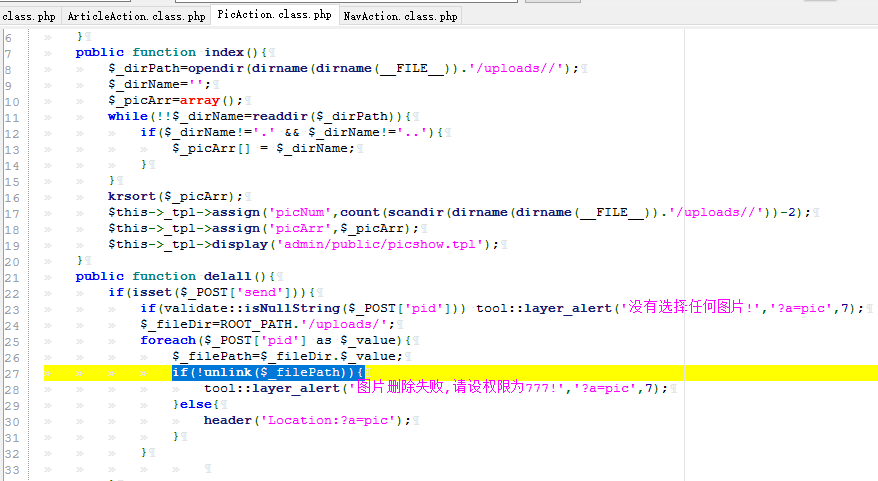 class.php ArticleAction.class.php PicAction.class.php NavAction.class.php
6 }
7 public function index(){
8 $_dirPath=opendir(dirname(dirname(__FILE__)).'/uploads//');
9 $_dirName='';
10 $_picArr=array();
11 while(!!$_dirName=readdir($_dirPath)){
12 if($_dirName!='.' && $_dirName!='..'){
13 $_picArr[] = $_dirName;
14 }
15 }
16 krsort($_picArr);
17 $this->_tpl->assign('picNum',count(scandir(dirname(dirname(__FILE__)).'/uploads//'))-2);
18 $this->_tpl->assign('picArr',$_picArr);
19 $this->_tpl->display('admin/public/picshow.tpl');
20 }
21 public function delall(){
22 if(isset($_POST['send'])){
23 if(validate::isNullString($_POST['pid'])) tool::layer_alert('没有选择任何图片!','?a=pic',7);
24 $_fileDir=ROOT_PATH.'/uploads/';
25 foreach($_POST['pid'] as $_value){
26 $_filePath=$_fileDir.$_value;
27 if(!unlink($_filePath)){
28 tool::layer_alert('图片删除失败,请设权限为777!','?a=pic',7);
29 }else{
30 header('Location:?a=pic');
31 }
32 }
33